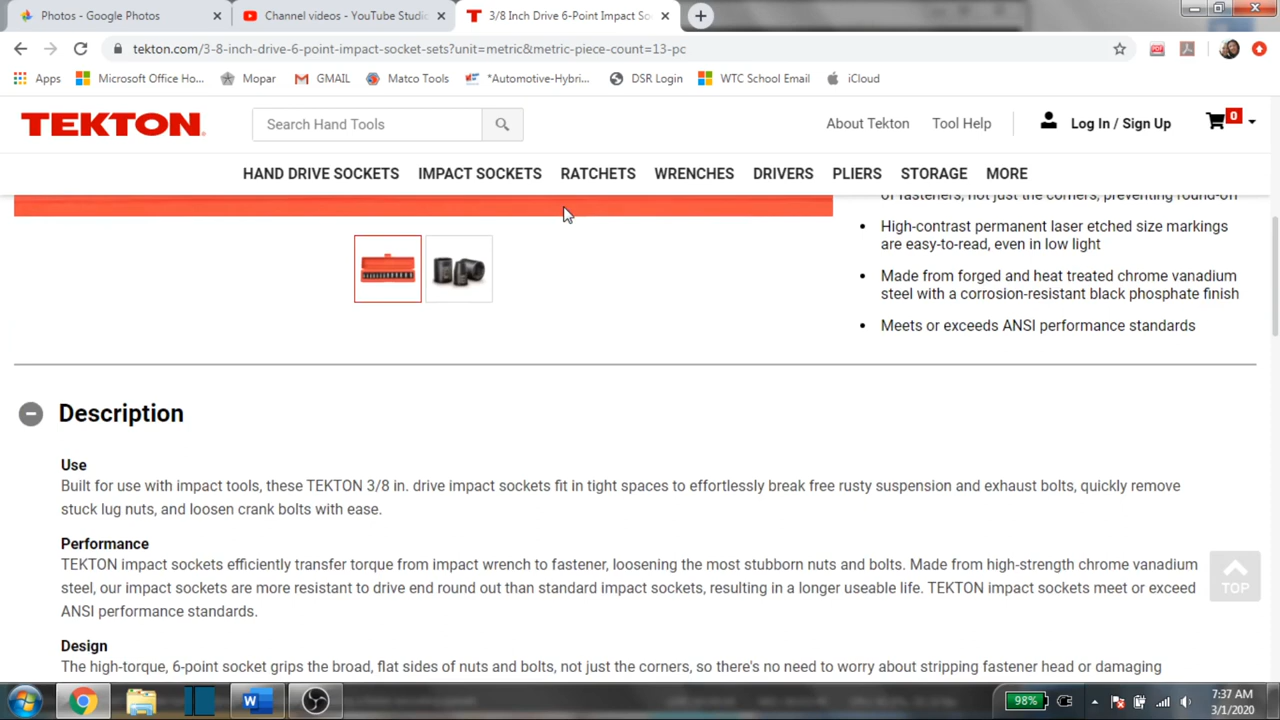 Photos - Google Photos
Channel videos - YouTube Studio
3/8 Inch Drive 6-Point Impact So
tekton.com/3-8-inch-drive-6-point-impact-socket-sets?unit=metric&metric-piece-count=13-pc
Apps Microsoft Office Ho... Mopar GMAIL Matco Tools *Automotive-Hybri... DSR Login WTC School Email iCloud
TEKTON
Search Hand Tools
About Tekton Tool Help Log In / Sign Up 0
HAND DRIVE SOCKETS IMPACT SOCKETS RATCHETS WRENCHES DRIVERS PLIERS STORAGE MORE
of fasteners, not just the corners, preventing round-off
• High-contrast permanent laser etched size markings
are easy-to-read, even in low light
• Made from forged and heat treated chrome vanadium
steel with a corrosion-resistant black phosphate finish
• Meets or exceeds ANSI performance standards
Description
Use
Built for use with impact tools, these TEKTON 3/8 in. drive impact sockets fit in tight spaces to effortlessly break free rusty suspension and exhaust bolts, quickly remove
stuck lug nuts, and loosen crank bolts with ease.
Performance
TEKTON impact sockets efficiently transfer torque from impact wrench to fastener, loosening the most stubborn nuts and bolts. Made from high-strength chrome vanadium
steel, our impact sockets are more resistant to drive end round out than standard impact sockets, resulting in a longer useable life. TEKTON impact sockets meet or exceed
ANSI performance standards.
TOP
Design
The high-torque, 6-point socket grips the broad, flat sides of nuts and bolts, not just the corners, so there's no need to worry about stripping fastener head or damaging
98%
7:37 AM
3/1/2020